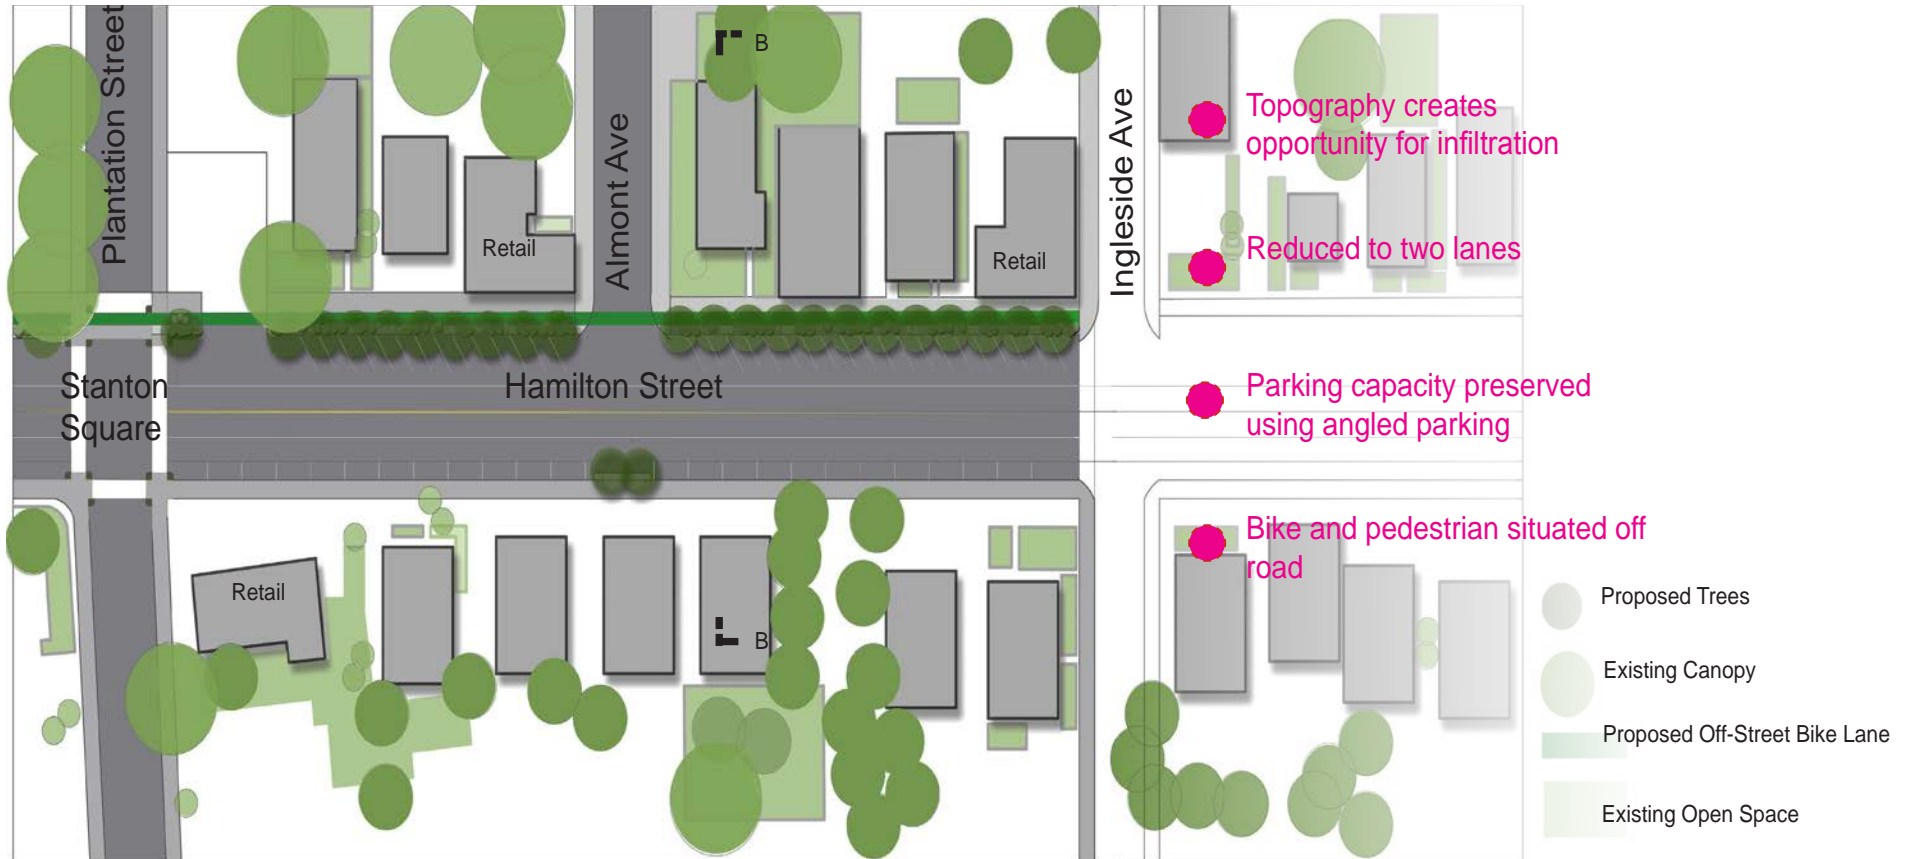 Plantation Street
Almont Ave
Ingleside Ave
B
Topography creates
opportunity for infiltration
Retail
Retail
Reduced to two lanes
Stanton
Square
Hamilton Street
Parking capacity preserved
using angled parking
Bike and pedestrian situated off
road
Retail
B
Proposed Trees
Existing Canopy
Proposed Off-Street Bike Lane
Existing Open Space